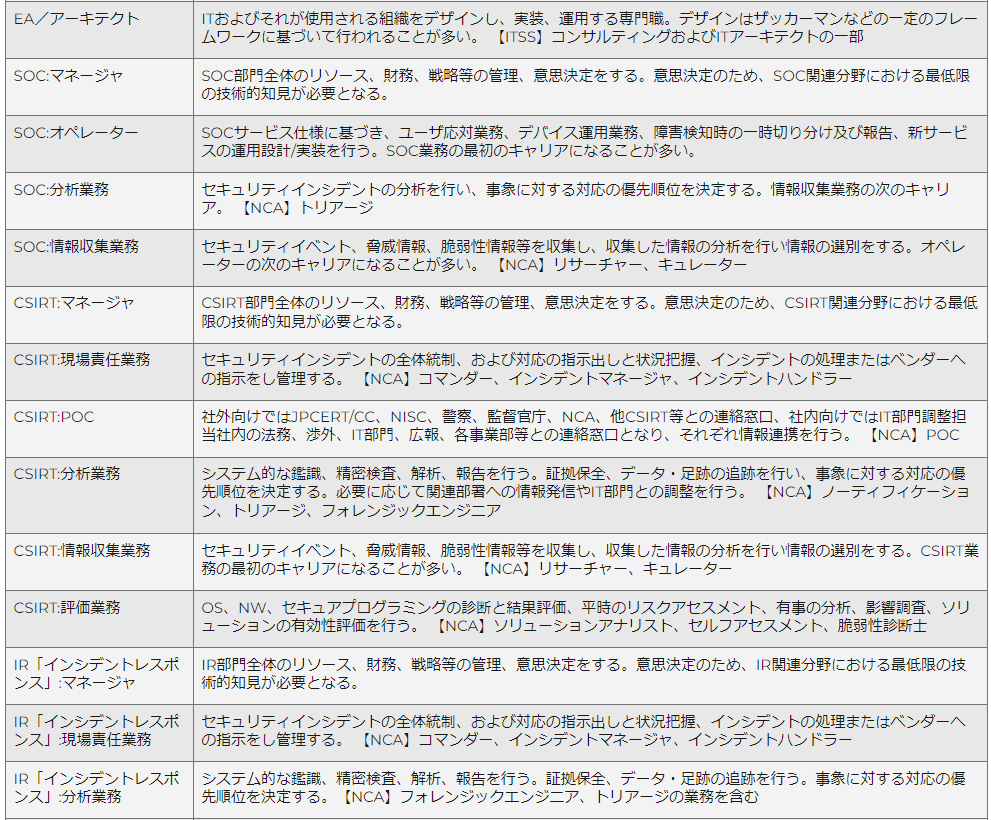 EA／アーキテクト
ITおよびそれが使用される組織をデザインし、実装、運用する専門職。デザインはザッカーマンなどの一定のフレー
ムワークに基づいて行われることが多い。 【ITSS】コンサルティングおよびITアーキテクトの一部
SOC:マネージャ
SOC部門全体のリソース、財務、戦略等の管理、意思決定をする。意思決定のため、SOC関連分野における最低限
の技術的知見が必要となる。
SOC:オペレーター
SOCサービス仕様に基づき、ユーザ応対業務、デバイス運用業務、障害検知時の一時切り分け及び報告、新サービ
スの運用設計/実装を行う。SOC業務の最初のキャリアになることが多い。
SOC:分析業務
セキュリティインシデントの分析を行い、事象に対する対応の優先順位を決定する。情報収集業務の次のキャリ
ア。 【NCA】トリアージ
SOC:情報収集業務
セキュリティイベント、脅威情報、脆弱性情報等を収集し、収集した情報の分析を行い情報の選別をする。オペレ
ーターの次のキャリアになることが多い。 【NCA】リサーチャー、キュレーター
CSIRT:マネージャ
CSIRT部門全体のリソース、財務、戦略等の管理、意思決定をする。意思決定のため、CSIRT関連分野における最低
限の技術的知見が必要となる。
CSIRT:現場責任業務
セキュリティインシデントの全体統制、および対応の指示出しと状況把握、インシデントの処理またはベンダーへ
の指示をし管理する。 【NCA】コマンダー、インシデントマネージャ、インシデントハンドラー
CSIRT:POC
社外向けではJPCERT/CC、NISC、警察、監督官庁、NCA、他CSIRT等との連絡窓口、社内向けではIT部門調整担
当社内の法務、渉外、IT部門、広報、各事業部等との連絡窓口となり、それぞれ情報連携を行う。 【NCA】POC
CSIRT:分析業務
システム的な鑑識、精密検査、解析、報告を行う。証拠保全、データ・足跡の追跡を行い、事象に対する対応の優
先順位を決定する。必要に応じて関連部署への情報発信やIT部門との調整を行う。 【NCA】ノーティフィケーショ
ン、トリアージ、フォレンジックエンジニア
CSIRT:情報収集業務
セキュリティイベント、脅威情報、脆弱性情報等を収集し、収集した情報の分析を行い情報の選別をする。CSIRT業
務の最初のキャリアになることが多い。 【NCA】リサーチャー、キュレーター
CSIRT:評価業務
OS、NW、セキュアプログラミングの診断と結果評価、平時のリスクアセスメント、有事の分析、影響調査、ソリ
ューションの有効性評価を行う。 【NCA】ソリューションアナリスト、セルフアセスメント、脆弱性診断士
IR「インシデントレスポ
ンス」:マネージャ
IR部門全体のリソース、財務、戦略等の管理、意思決定をする。意思決定のため、IR関連分野における最低限の技
術的知見が必要となる。
IR「インシデントレスポ
ンス」:現場責任業務
セキュリティインシデントの全体統制、および対応の指示出しと状況把握、インシデントの処理またはベンダーへ
の指示をし管理する。 【NCA】コマンダー、インシデントマネージャ、インシデントハンドラー
IR「インシデントレスポ
ンス」:分析業務
システム的な鑑識、精密検査、解析、報告を行う。証拠保全、データ・足跡の追跡を行う。事象に対する対応の優
先順位を決定する。 【NCA】フォレンジックエンジニア、トリアージの業務を含む